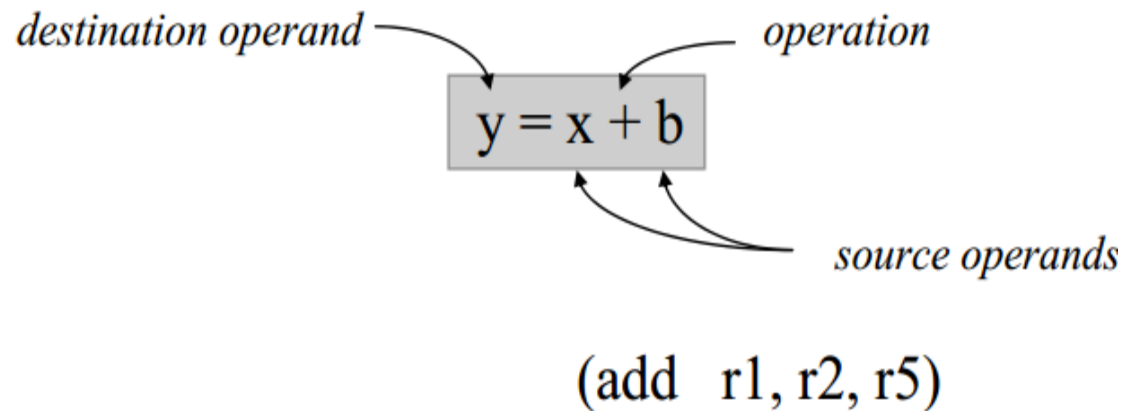 destination operand
operation
y = x + b
source operands
(add r1, r2, r5)